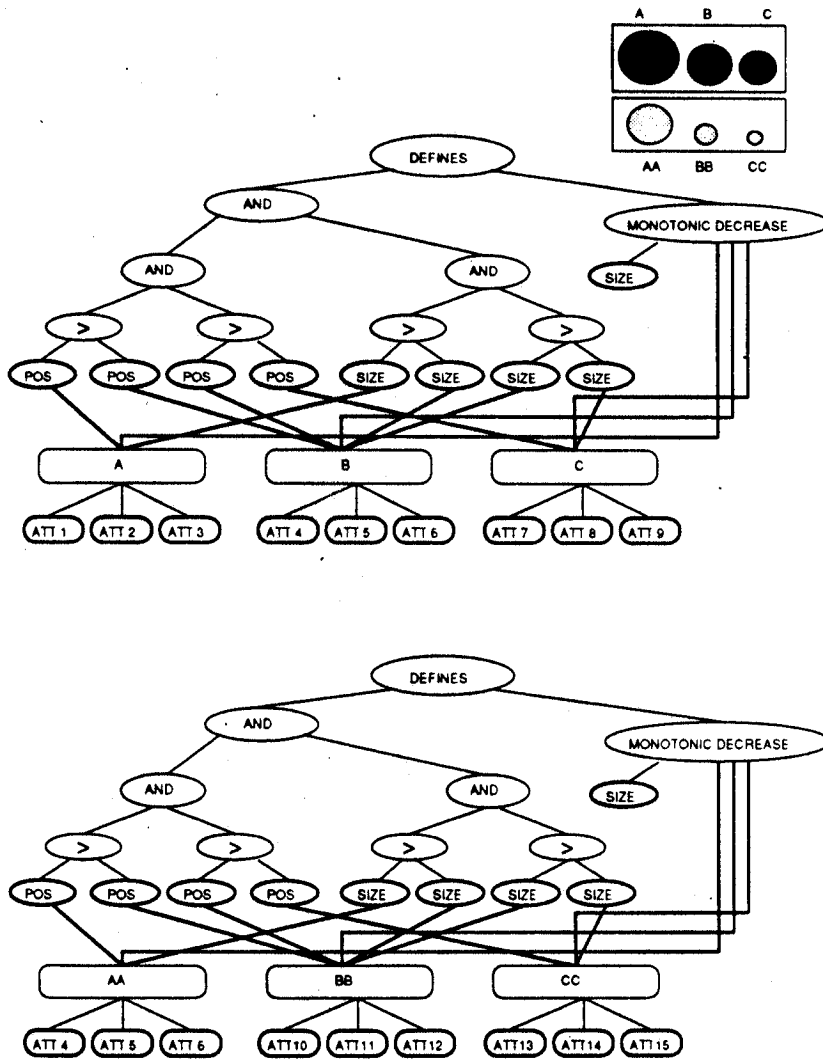 A B C
AA BB CC
DEFINES
AND
MONOTONIC DECREASE
AND AND
SIZE
> > > >
POS POS POS POS SIZE SIZE SIZE SIZE
A B C
ATT 1 ATT 2 ATT 3 ATT 4 ATT 5 ATT 6 ATT 7 ATT 8 ATT 9
DEFINES
AND
MONOTONIC DECREASE
AND AND
SIZE
> > > >
POS POS POS POS SIZE SIZE SIZE SIZE
AA BB CC
ATT 4 ATT 5 ATT 6 ATT10 ATT11 ATT12 ATT13 ATT14 ATT15